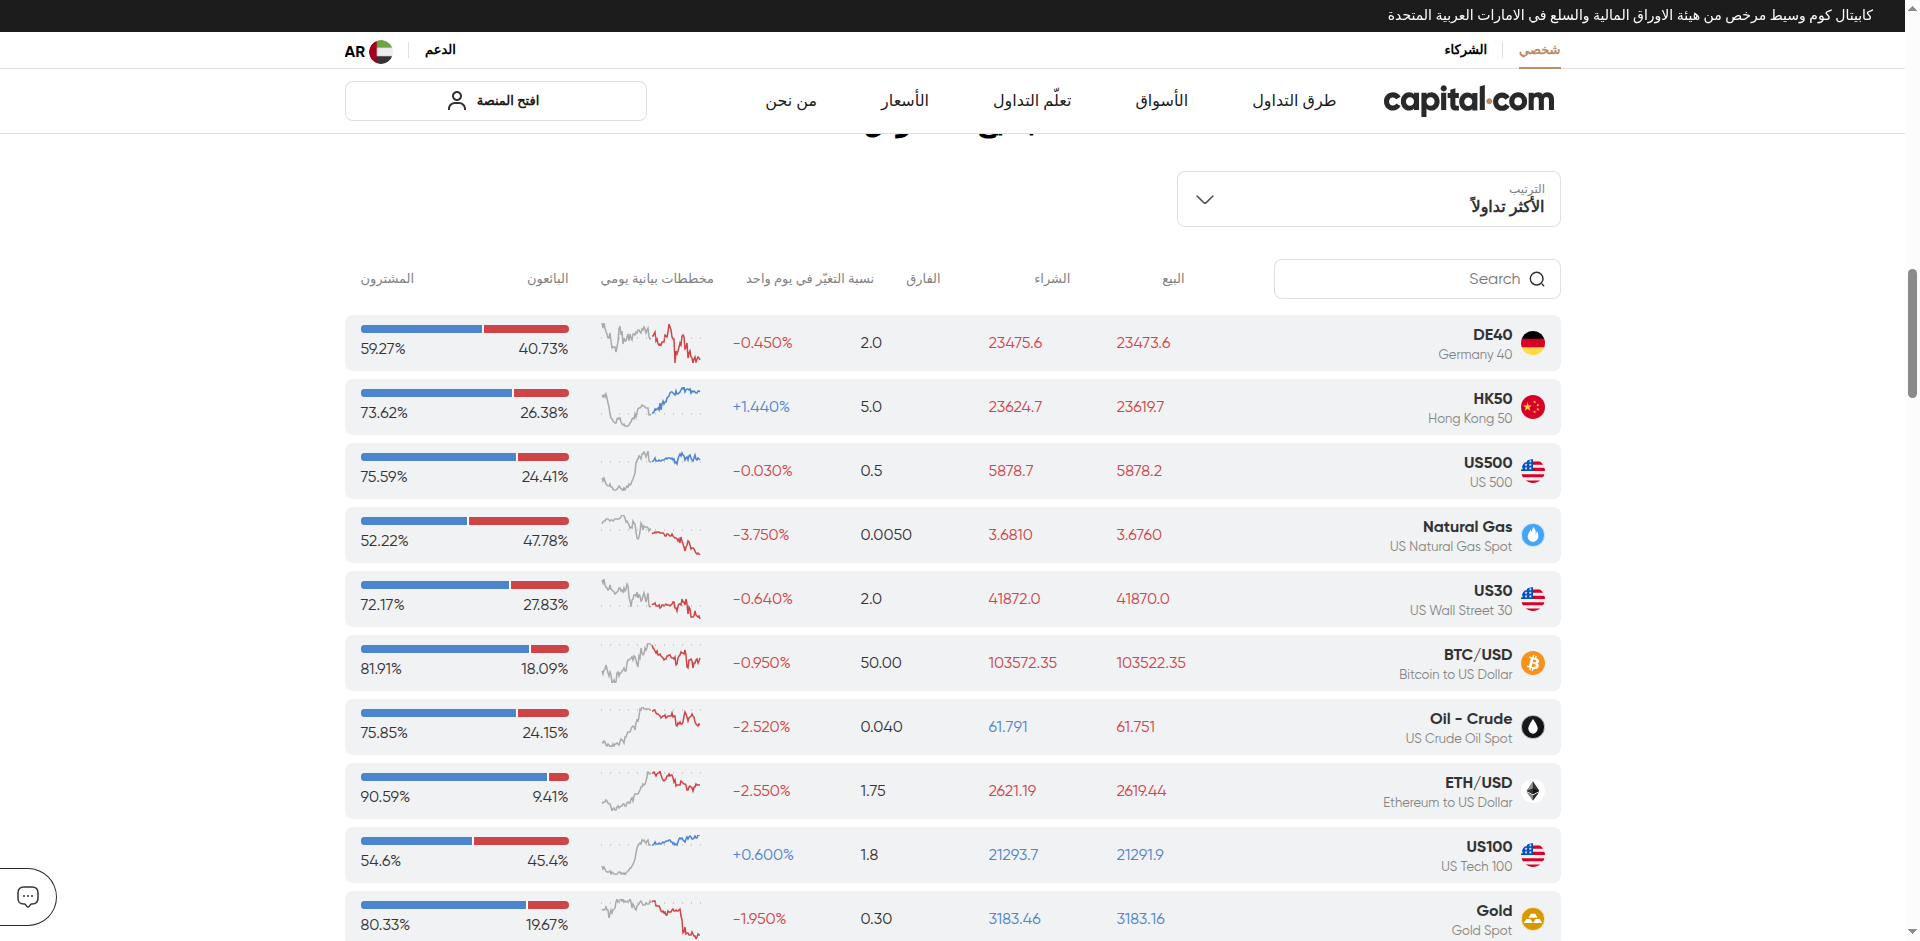 كابيتال كوم وسيط مرخص من هيئة الاوراق المالية والسلع في الامارات العربية المتحدة
شخصي
الشركاء
الدعم
AR
capital.com
طرق التداول
الأسواق
تعلّم التداول
الأسعار
من نحن
افتح المنصة
الترتيب
الأكثر تداولاً
Search
البيع
الشراء
الفارق
نسبة التغيّر في يوم واحد
مخططات بيانية يومي
البائعون
المشترون
DE40
Germany 40
23473.6
23475.6
2.0
-0.450%
40.73%
59.27%
HK50
Hong Kong 50
23619.7
23624.7
5.0
+1.440%
26.38%
73.62%
US500
US 500
5878.2
5878.7
0.5
-0.030%
24.41%
75.59%
Natural Gas
US Natural Gas Spot
3.6760
3.6810
0.0050
-3.750%
47.78%
52.22%
US30
US Wall Street 30
41870.0
41872.0
2.0
-0.640%
27.83%
72.17%
BTC/USD
Bitcoin to US Dollar
103522.35
103572.35
50.00
-0.950%
18.09%
81.91%
Oil - Crude
US Crude Oil Spot
61.751
61.791
0.040
-2.520%
24.15%
75.85%
ETH/USD
Ethereum to US Dollar
2619.44
2621.19
1.75
-2.550%
9.41%
90.59%
US100
US Tech 100
21291.9
21293.7
1.8
+0.600%
45.4%
54.6%
Gold
Gold Spot
3183.16
3183.46
0.30
-1.950%
19.67%
80.33%